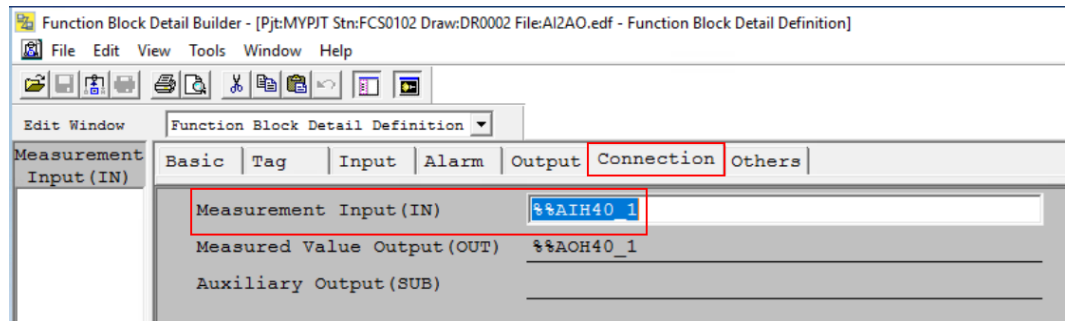 Function Block Detail Builder - [Pjt:MYPJT Stn:FCS0102 Draw:DR0002 File:AI2AO.edf - Function Block Detail Definition]
File Edit View Tools Window Help
Edit Window Function Block Detail Definition
Measurement Input(IN)
Basic Tag Input Alarm Output Connection Others
Measurement Input(IN) %%AIH40_1
Measured Value Output(OUT) %%AOH40_1
Auxiliary Output(SUB)